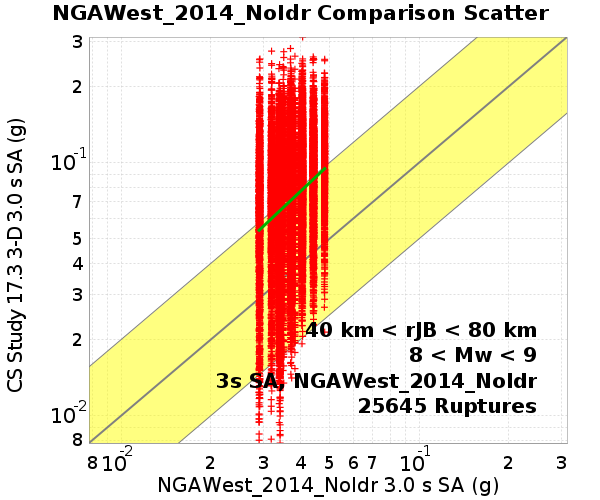 NGAWest_2014_NoIdr Comparison Scatter
CS Study 17.3 3-D 3.0 s SA (g)
3
2
10-1
7
5
4
3
2
10-2
8
40 km < rJB < 80 km
8 < Mw < 9
3s SA, NGAWest_2014_NoIdr
25645 Ruptures
8 10-2 2 3 4 5 6 7 10-1 2 3
NGAWest_2014_NoIdr 3.0 s SA (g)